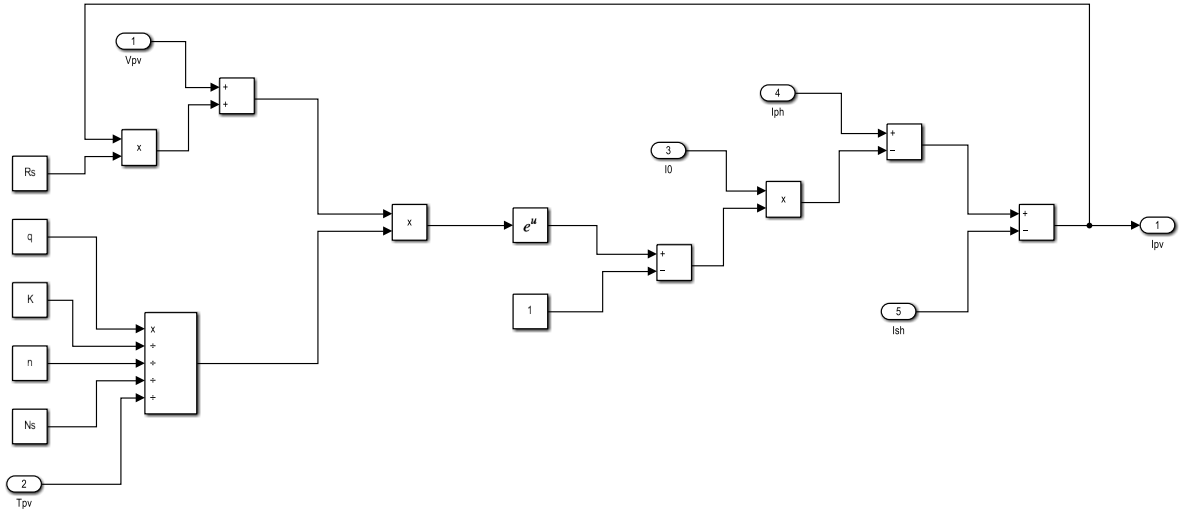 1
Vpv
+
+
x
Rs
q
K
n
Ns
x
÷
÷
÷
÷
2
Tpv
x
e^u
1
+
−
3
I0
x
4
Iph
+
−
5
Ish
+
−
1
Ipv